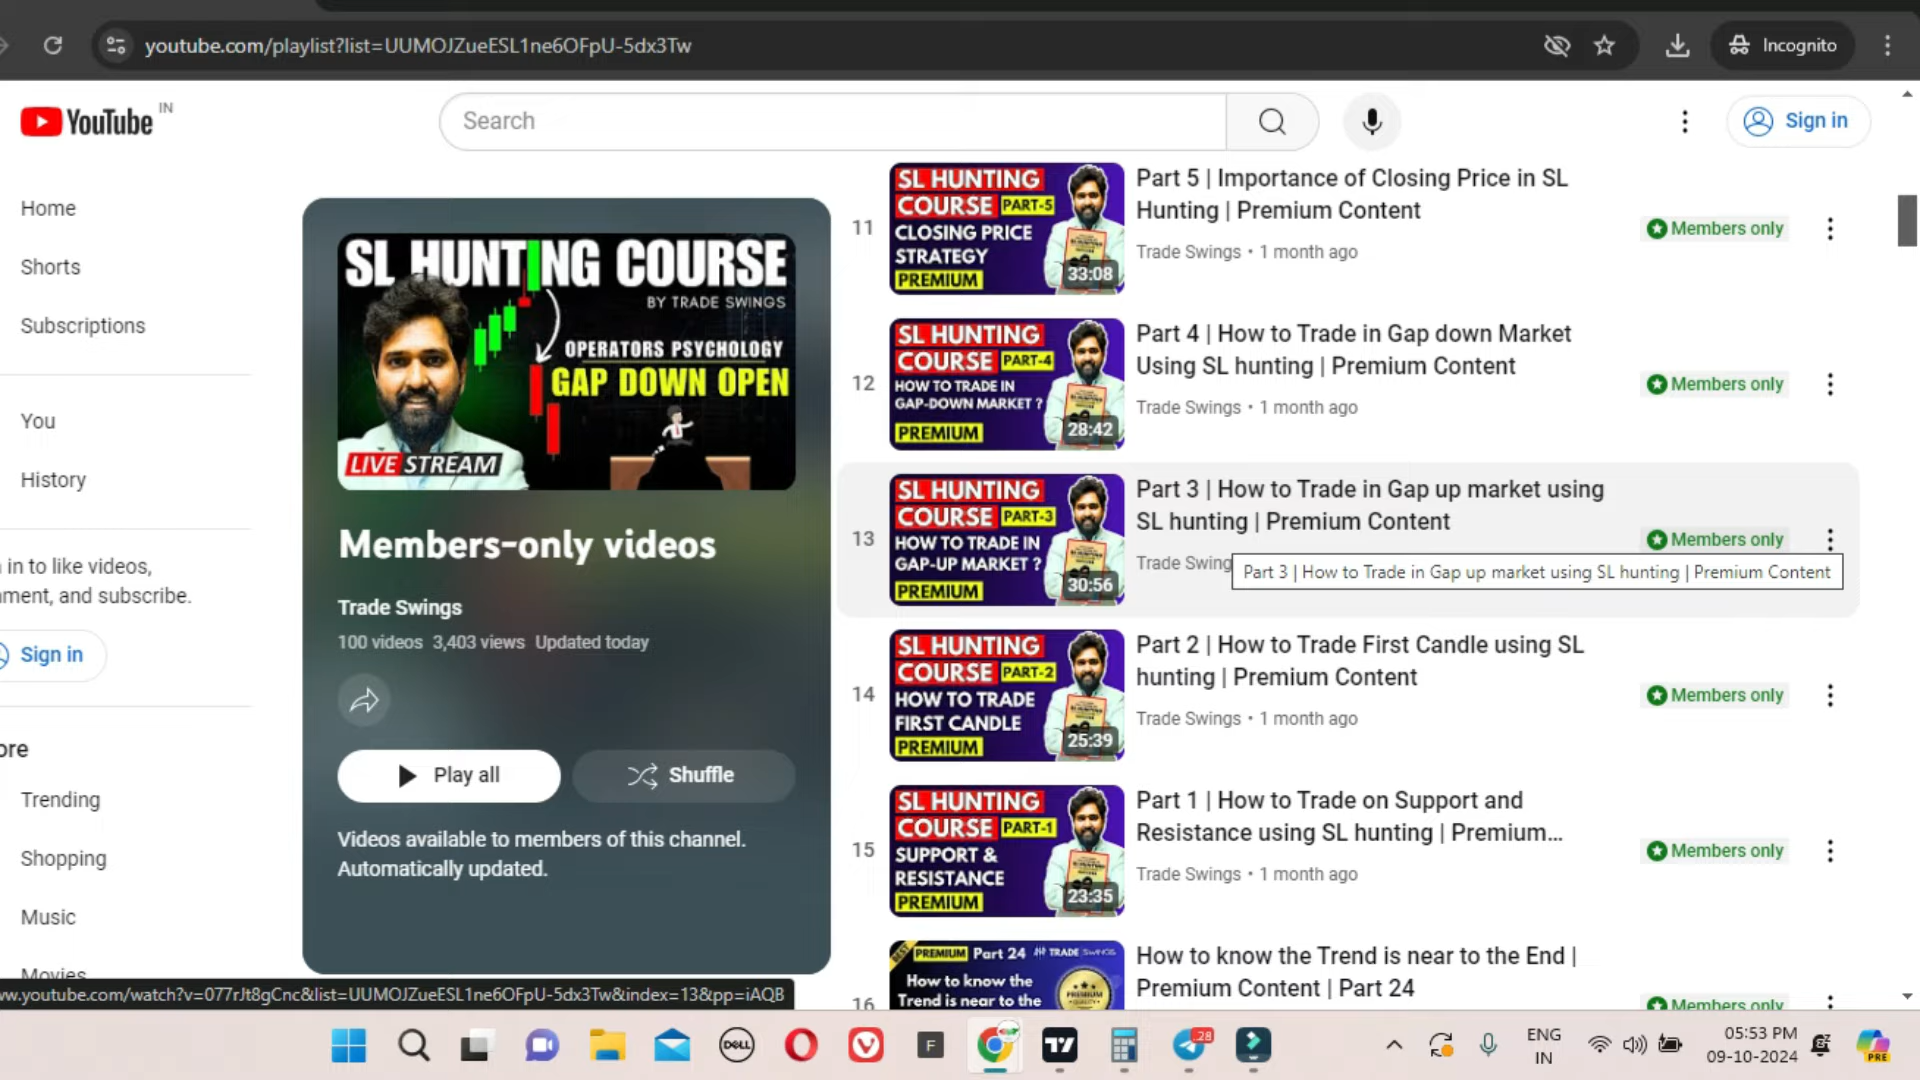 youtube.com/playlist?list=UUMOJZueESL1ne6OFpU-5dx3Tw
Incognito
YouTube IN
Search
Sign in
Home
Shorts
Subscriptions
You
History
in to like videos,
ment, and subscribe.
Sign in
ore
Trending
Shopping
Music
Movies
SL HUNTING COURSE
BY TRADE SWINGS
OPERATORS PSYCHOLOGY
GAP DOWN OPEN
LIVE STREAM
Members-only videos
Trade Swings
100 videos 3,403 views Updated today
Play all
Shuffle
Videos available to members of this channel.
Automatically updated.
11
SL HUNTING
COURSE PART-5
CLOSING PRICE
STRATEGY
PREMIUM
33:08
Part 5 | Importance of Closing Price in SL
Hunting | Premium Content
Trade Swings • 1 month ago
Members only
12
SL HUNTING
COURSE PART-4
HOW TO TRADE IN
GAP-DOWN MARKET ?
PREMIUM
28:42
Part 4 | How to Trade in Gap down Market
Using SL hunting | Premium Content
Trade Swings • 1 month ago
Members only
13
SL HUNTING
COURSE PART-3
HOW TO TRADE IN
GAP-UP MARKET ?
PREMIUM
30:56
Part 3 | How to Trade in Gap up market using
SL hunting | Premium Content
Trade Swing
Members only
Part 3 | How to Trade in Gap up market using SL hunting | Premium Content
14
SL HUNTING
COURSE PART-2
HOW TO TRADE
FIRST CANDLE
PREMIUM
25:39
Part 2 | How to Trade First Candle using SL
hunting | Premium Content
Trade Swings • 1 month ago
Members only
15
SL HUNTING
COURSE PART-1
SUPPORT &
RESISTANCE
PREMIUM
23:35
Part 1 | How to Trade on Support and
Resistance using SL hunting | Premium...
Trade Swings • 1 month ago
Members only
16
BEST PREMIUM Part 24 TRADE SWINGS
How to know the
Trend is near to the
PREMIUM
How to know the Trend is near to the End |
Premium Content | Part 24
Members only
ww.youtube.com/watch?v=077rJt8gCnc&list=UUMOJZueESL1ne6OFpU-5dx3Tw&index=13&pp=iAQB
DELL
F
28
ENG
IN
05:53 PM
09-10-2024
PRE